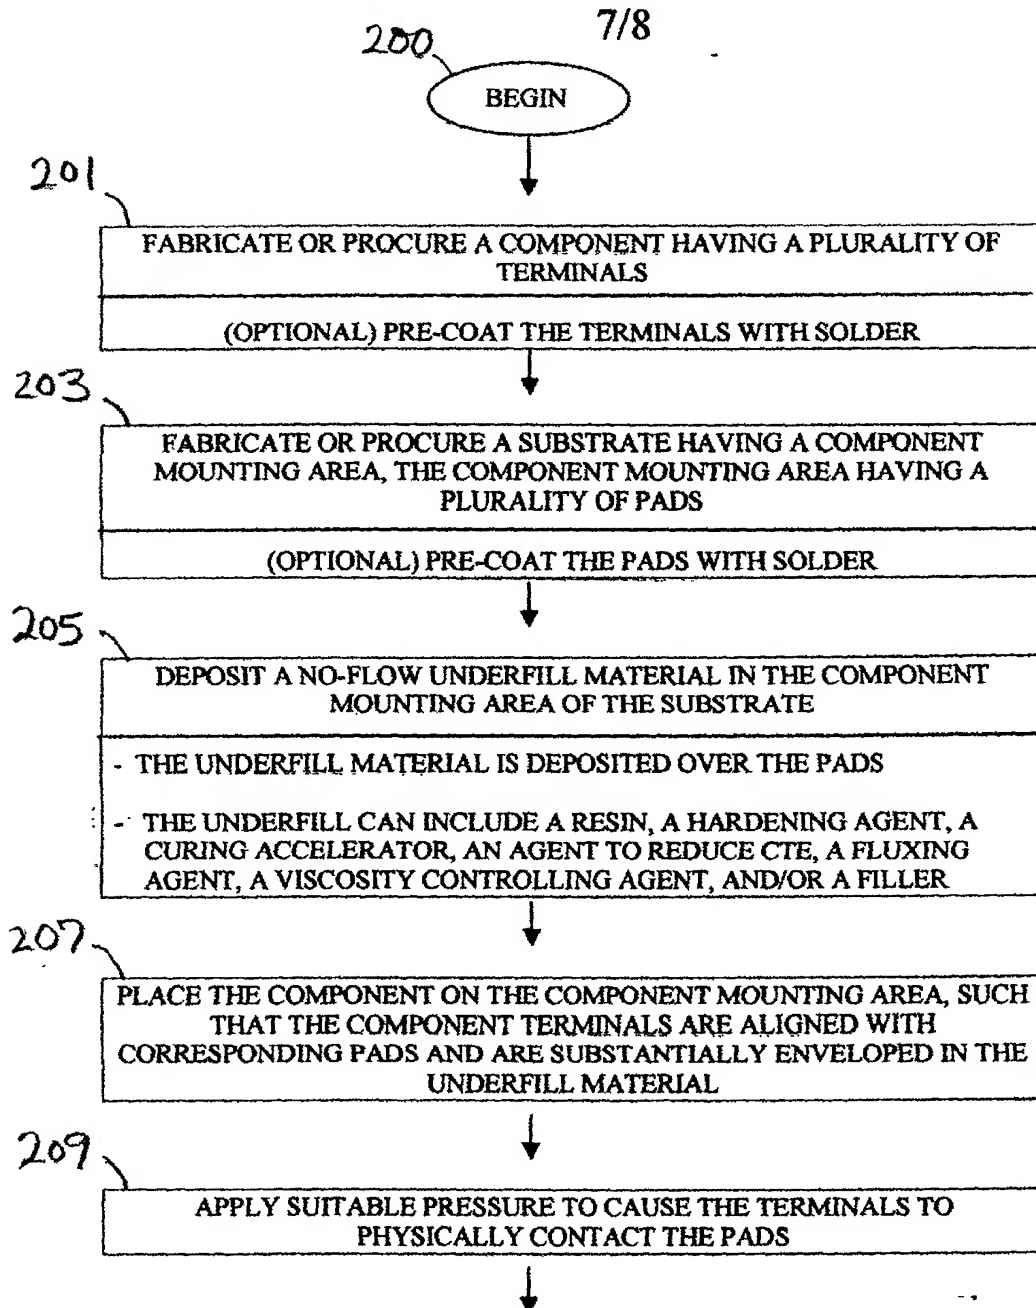 7/8
200
BEGIN
201
FABRICATE OR PROCURE A COMPONENT HAVING A PLURALITY OF
TERMINALS
(OPTIONAL) PRE-COAT THE TERMINALS WITH SOLDER
203
FABRICATE OR PROCURE A SUBSTRATE HAVING A COMPONENT
MOUNTING AREA, THE COMPONENT MOUNTING AREA HAVING A
PLURALITY OF PADS
(OPTIONAL) PRE-COAT THE PADS WITH SOLDER
205
DEPOSIT A NO-FLOW UNDERFILL MATERIAL IN THE COMPONENT
MOUNTING AREA OF THE SUBSTRATE
- THE UNDERFILL MATERIAL IS DEPOSITED OVER THE PADS
- THE UNDERFILL CAN INCLUDE A RESIN, A HARDENING AGENT, A
CURING ACCELERATOR, AN AGENT TO REDUCE CTE, A FLUXING
AGENT, A VISCOSITY CONTROLLING AGENT, AND/OR A FILLER
207
PLACE THE COMPONENT ON THE COMPONENT MOUNTING AREA, SUCH
THAT THE COMPONENT TERMINALS ARE ALIGNED WITH
CORRESPONDING PADS AND ARE SUBSTANTIALLY ENVELOPED IN THE
UNDERFILL MATERIAL
209
APPLY SUITABLE PRESSURE TO CAUSE THE TERMINALS TO
PHYSICALLY CONTACT THE PADS